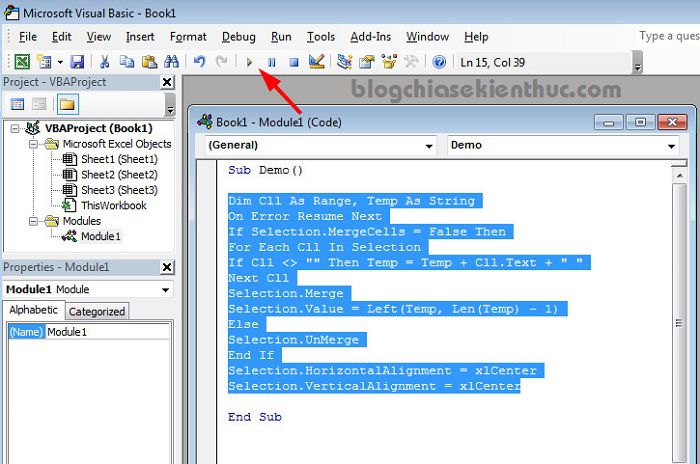 Microsoft Visual Basic - Book1
File Edit View Insert Format Debug Run Tools Add-Ins Window Help Type a ques
Ln 15, Col 39
blogchiasekienthuc.com
Project - VBAProject
VBAProject (Book1)
Microsoft Excel Objects
Sheet1 (Sheet1)
Sheet2 (Sheet2)
Sheet3 (Sheet3)
ThisWorkbook
Modules
Module1
Properties - Module1
Module1 Module
Alphabetic Categorized
(Name) Module1
Book1 - Module1 (Code)
(General) Demo
Sub Demo()
Dim Cll As Range, Temp As String
On Error Resume Next
If Selection.MergeCells = False Then
For Each Cll In Selection
If Cll <> "" Then Temp = Temp + Cll.Text + " "
Next Cll
Selection.Merge
Selection.Value = Left(Temp, Len(Temp) - 1)
Else
Selection.UnMerge
End If
Selection.HorizontalAlignment = xlCenter
Selection.VerticalAlignment = xlCenter
End Sub